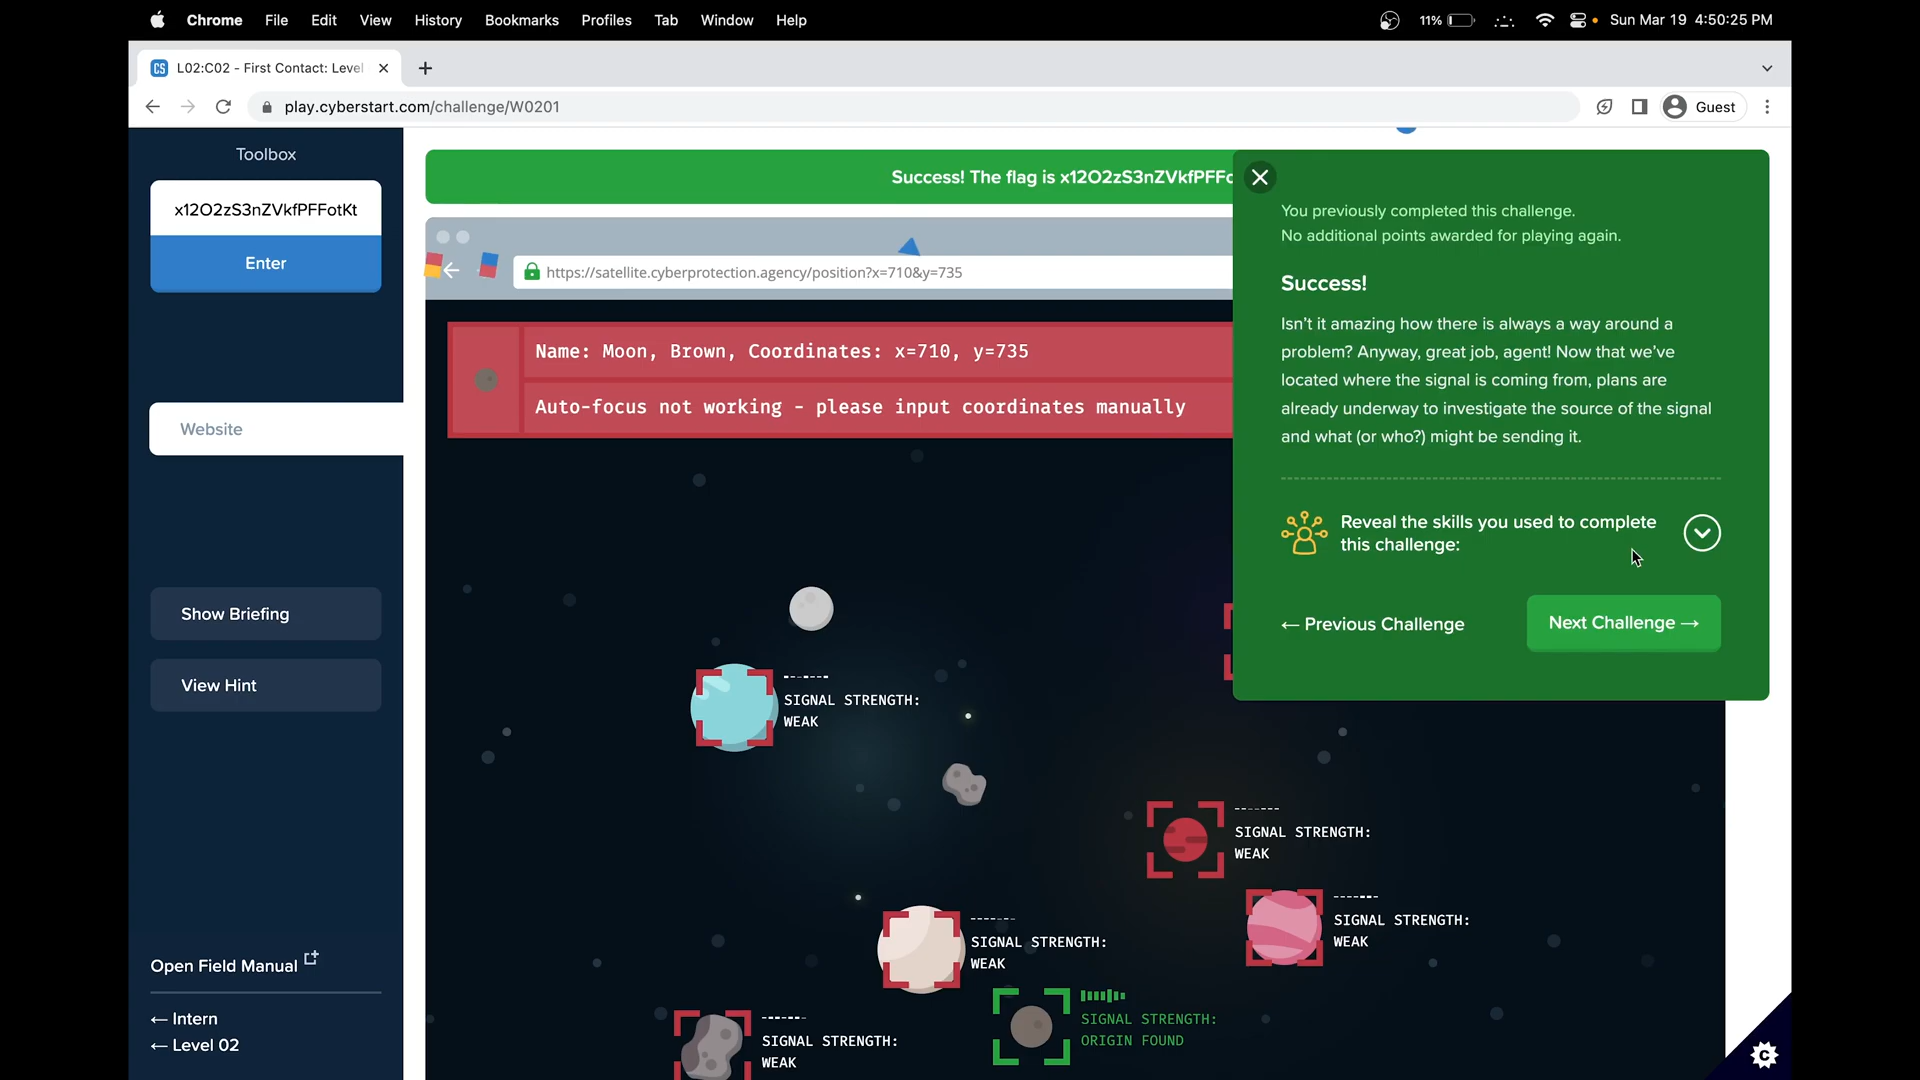 Chrome File Edit View History Bookmarks Profiles Tab Window Help
11% Sun Mar 19 4:50:25 PM
CS L02:C02 - First Contact: Level
play.cyberstart.com/challenge/W0201
Guest
Toolbox
x12O2zS3nZVkfPFFotKt
Enter
Website
Show Briefing
View Hint
Open Field Manual
← Intern
← Level 02
Success! The flag is x12O2zS3nZVkfPFFo
https://satellite.cyberprotection.agency/position?x=710&y=735
Name: Moon, Brown, Coordinates: x=710, y=735
Auto-focus not working - please input coordinates manually
SIGNAL STRENGTH:
WEAK
SIGNAL STRENGTH:
WEAK
SIGNAL STRENGTH:
WEAK
SIGNAL STRENGTH:
WEAK
SIGNAL STRENGTH:
ORIGIN FOUND
SIGNAL STRENGTH:
WEAK
You previously completed this challenge.
No additional points awarded for playing again.
Success!
Isn't it amazing how there is always a way around a
problem? Anyway, great job, agent! Now that we've
located where the signal is coming from, plans are
already underway to investigate the source of the signal
and what (or who?) might be sending it.
Reveal the skills you used to complete
this challenge:
← Previous Challenge
Next Challenge →
C